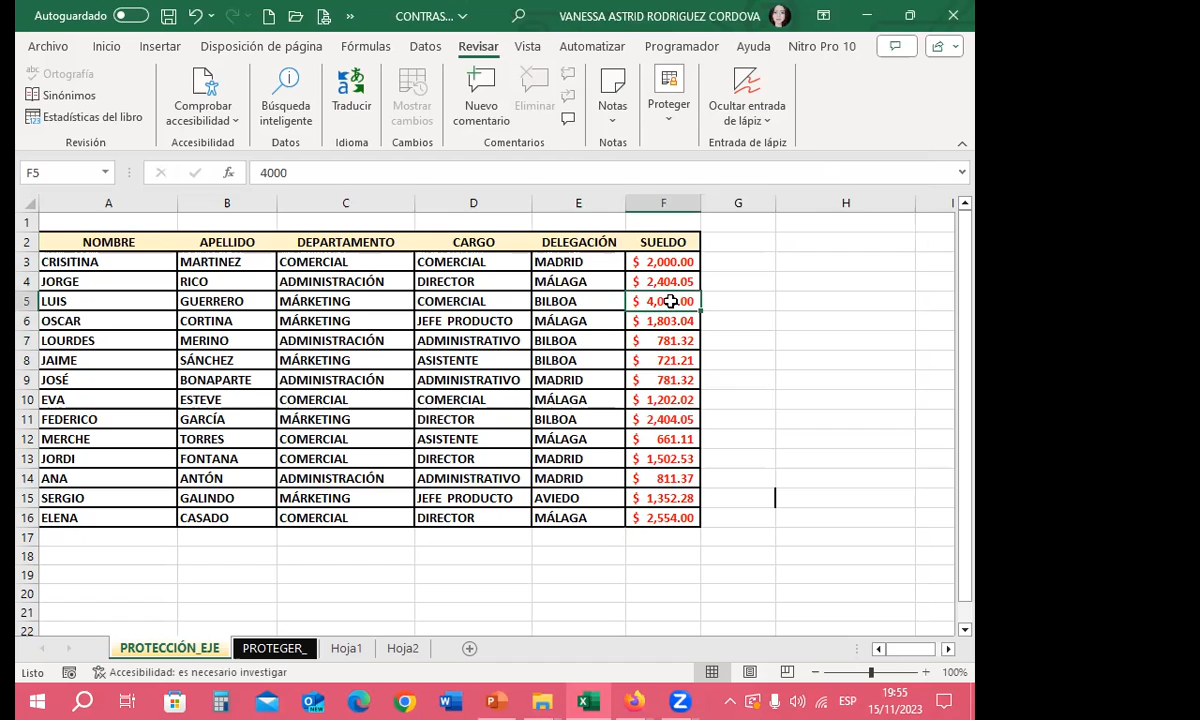 Autoguardado CONTRAS... VANESSA ASTRID RODRIGUEZ CORDOVA
Archivo Inicio Insertar Disposición de página Fórmulas Datos Revisar Vista Automatizar Programador Ayuda Nitro Pro 10
abc Ortografía
Sinónimos
Estadísticas del libro
Comprobar accesibilidad
Búsqueda inteligente
Traducir
Mostrar cambios
Nuevo comentario
Eliminar
Notas
Proteger
Ocultar entrada de lápiz
Revisión Accesibilidad Datos Idioma Cambios Comentarios Notas Entrada de lápiz
F5 fx 4000
A B C D E F G H I
1
2 NOMBRE APELLIDO DEPARTAMENTO CARGO DELEGACIÓN SUELDO
3 CRISITINA MARTINEZ COMERCIAL COMERCIAL MADRID $ 2,000.00
4 JORGE RICO ADMINISTRACIÓN DIRECTOR MÁLAGA $ 2,404.05
5 LUIS GUERRERO MÁRKETING COMERCIAL BILBOA $
6 OSCAR CORTINA MÁRKETING JEFE PRODUCTO MÁLAGA $ 1,803.04
7 LOURDES MERINO ADMINISTRACIÓN ADMINISTRATIVO BILBOA $ 781.32
8 JAIME SÁNCHEZ MÁRKETING ASISTENTE BILBOA $ 721.21
9 JOSÉ BONAPARTE ADMINISTRACIÓN ADMINISTRATIVO MADRID $ 781.32
10 EVA ESTEVE COMERCIAL COMERCIAL MADRID $ 1,202.02
11 FEDERICO GARCÍA MÁRKETING DIRECTOR BILBOA $ 2,404.05
12 MERCHE TORRES COMERCIAL ASISTENTE MÁLAGA $ 661.11
13 JORDI FONTANA COMERCIAL DIRECTOR MADRID $ 1,502.53
14 ANA ANTÓN ADMINISTRACIÓN ADMINISTRATIVO MADRID $ 811.37
15 SERGIO GALINDO MÁRKETING JEFE PRODUCTO AVIEDO $ 1,352.28
16 ELENA CASADO COMERCIAL DIRECTOR MÁLAGA $ 2,554.00
17
18
19
20
21
22
PROTECCIÓN_EJE PROTEGER_ Hoja1 Hoja2
Listo Accesibilidad: es necesario investigar 100%
ESP 19:55
15/11/2023